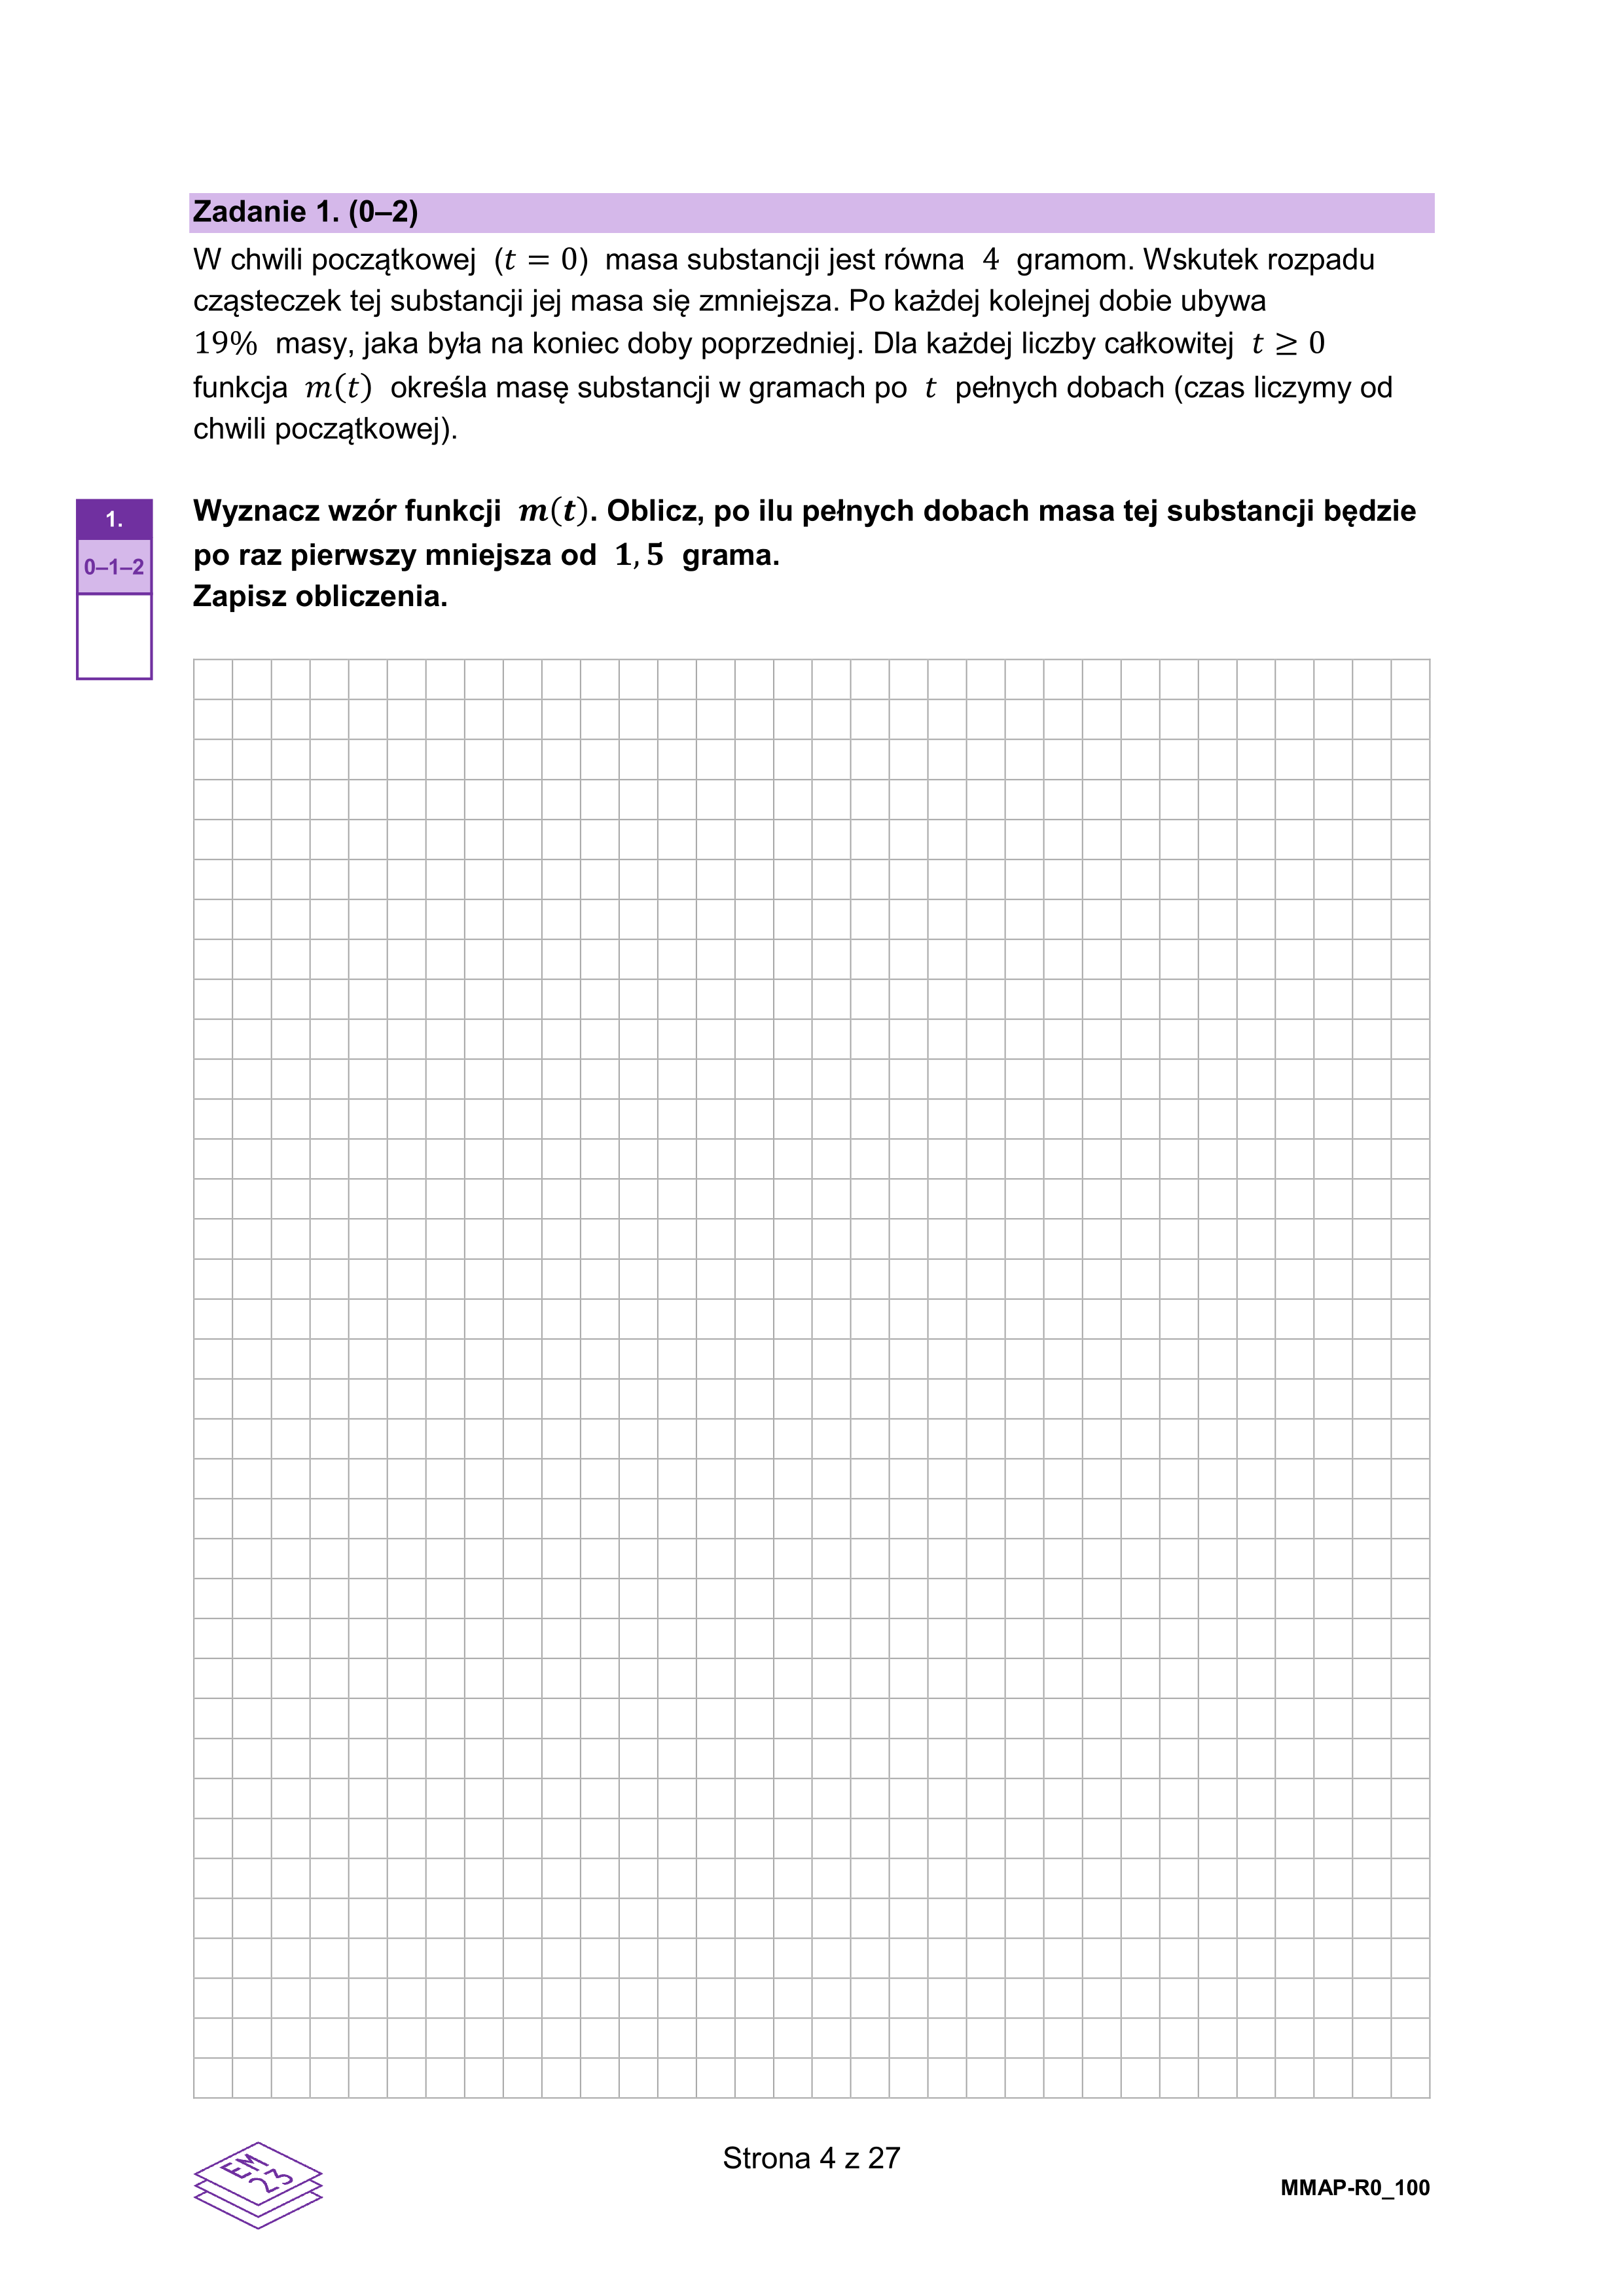 Zadanie 1. (0–2)
W chwili początkowej (t = 0) masa substancji jest równa 4 gramom. Wskutek rozpadu
cząsteczek tej substancji jej masa się zmniejsza. Po każdej kolejnej dobie ubywa
19% masy, jaka była na koniec doby poprzedniej. Dla każdej liczby całkowitej t ≥ 0
funkcja m(t) określa masę substancji w gramach po t pełnych dobach (czas liczymy od
chwili początkowej).
1.
0–1–2
Wyznacz wzór funkcji m(t). Oblicz, po ilu pełnych dobach masa tej substancji będzie
po raz pierwszy mniejsza od 1,5 grama.
Zapisz obliczenia.
EM
23
Strona 4 z 27
MMAP-R0_100